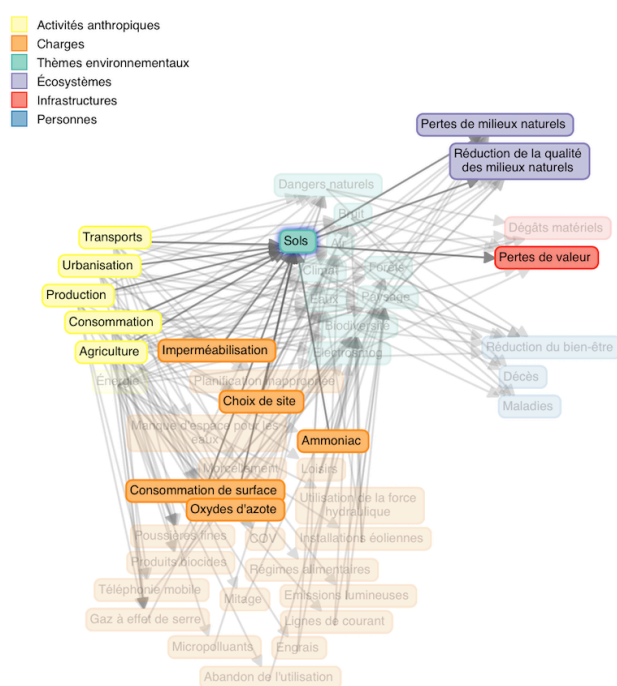 Activités anthropiques
Charges
Thèmes environnementaux
Écosystèmes
Infrastructures
Personnes
Pertes de milieux naturels
Réduction de la qualité
des milieux naturels
Dangers naturels
Bruit
Dégâts matériels
Transports
Sols
Air
Pertes de valeur
Urbanisation
Climat
Forêts
Production
Eaux
Paysage
Consommation
Biodiversité
Agriculture
Imperméabilisation
Electrosmog
Réduction du bien-être
Énergie
Planification inappropriée
Décès
Choix de site
Maladies
Manque d'espace pour les
eaux
Ammoniac
Morcellement
Loisirs
Consommation de surface
Utilisation de la force
hydraulique
Oxydes d'azote
Poussières fines
COV
Installations éoliennes
Produits biocides
Régimes alimentaires
Téléphonie mobile
Mitage
Emissions lumineuses
Gaz à effet de serre
Lignes de courant
Micropolluants
Engrais
Abandon de l'utilisation